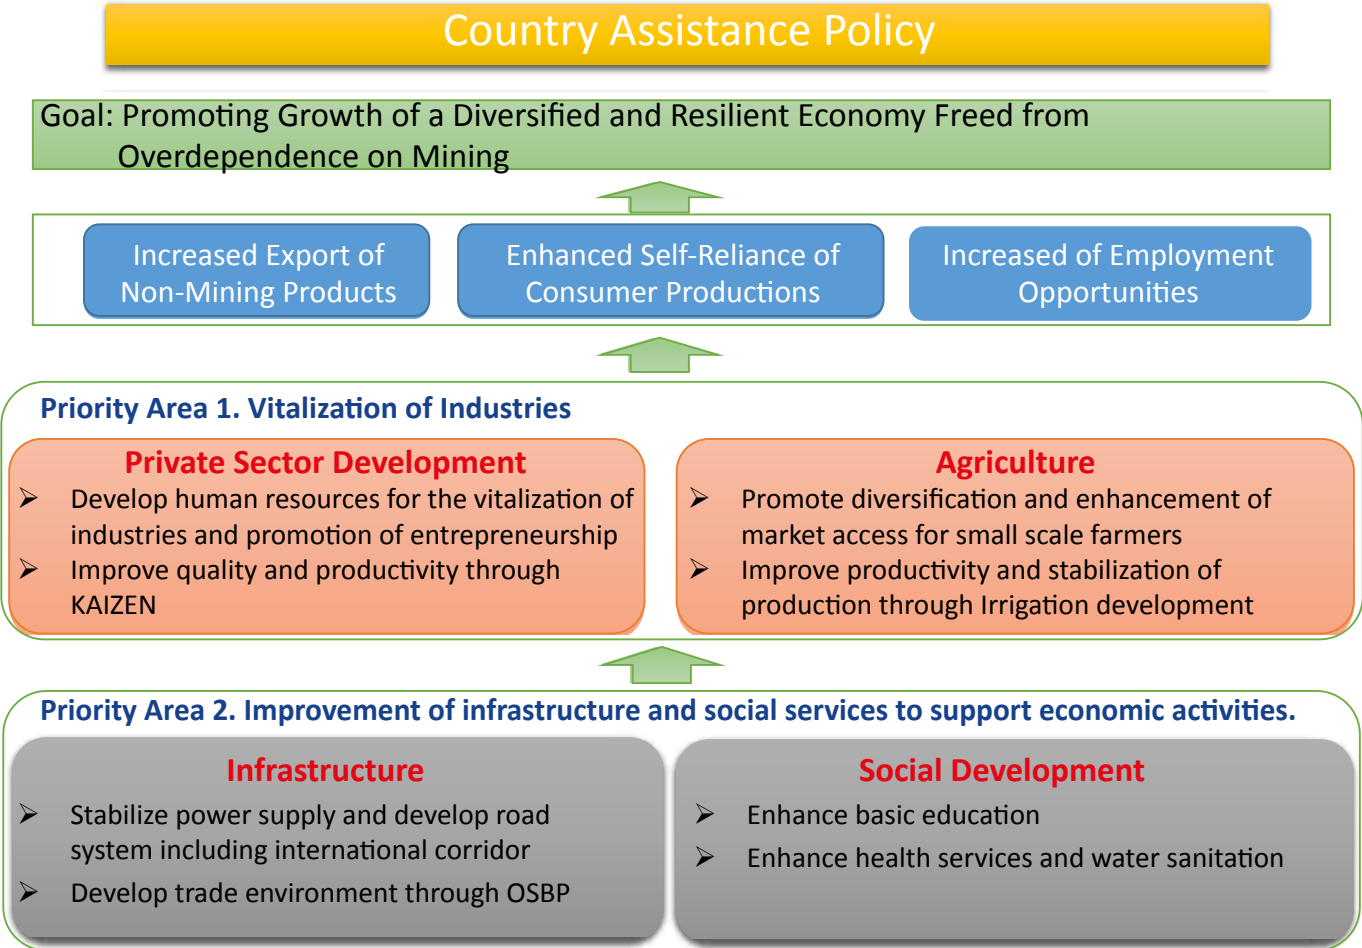 Country Assistance Policy
Goal: Promoting Growth of a Diversified and Resilient Economy Freed from
Overdependence on Mining
Increased Export of
Non-Mining Products
Enhanced Self-Reliance of
Consumer Productions
Increased of Employment
Opportunities
Priority Area 1. Vitalization of Industries
Private Sector Development
➢ Develop human resources for the vitalization of
industries and promotion of entrepreneurship
➢ Improve quality and productivity through
KAIZEN
Agriculture
➢ Promote diversification and enhancement of
market access for small scale farmers
➢ Improve productivity and stabilization of
production through Irrigation development
Priority Area 2. Improvement of infrastructure and social services to support economic activities.
Infrastructure
➢ Stabilize power supply and develop road
system including international corridor
➢ Develop trade environment through OSBP
Social Development
➢ Enhance basic education
➢ Enhance health services and water sanitation